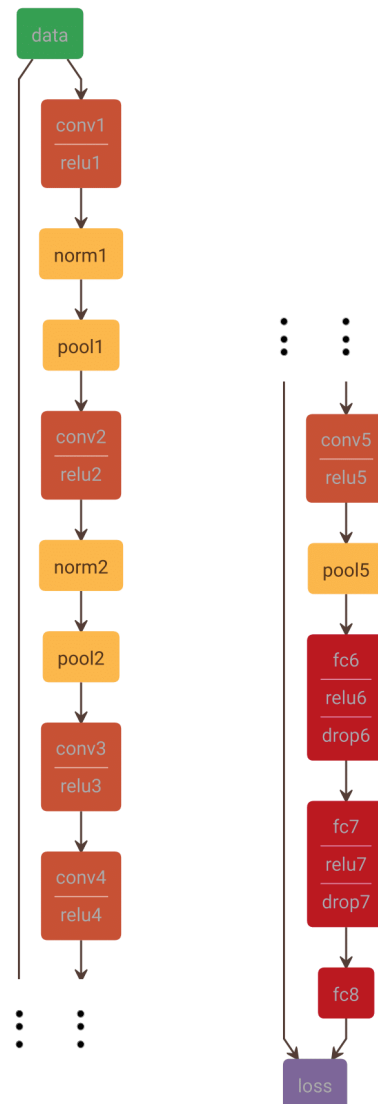 data
conv1
relu1
norm1
pool1
conv2
relu2
norm2
pool2
conv3
relu3
conv4
relu4
conv5
relu5
pool5
fc6
relu6
drop6
fc7
relu7
drop7
fc8
loss